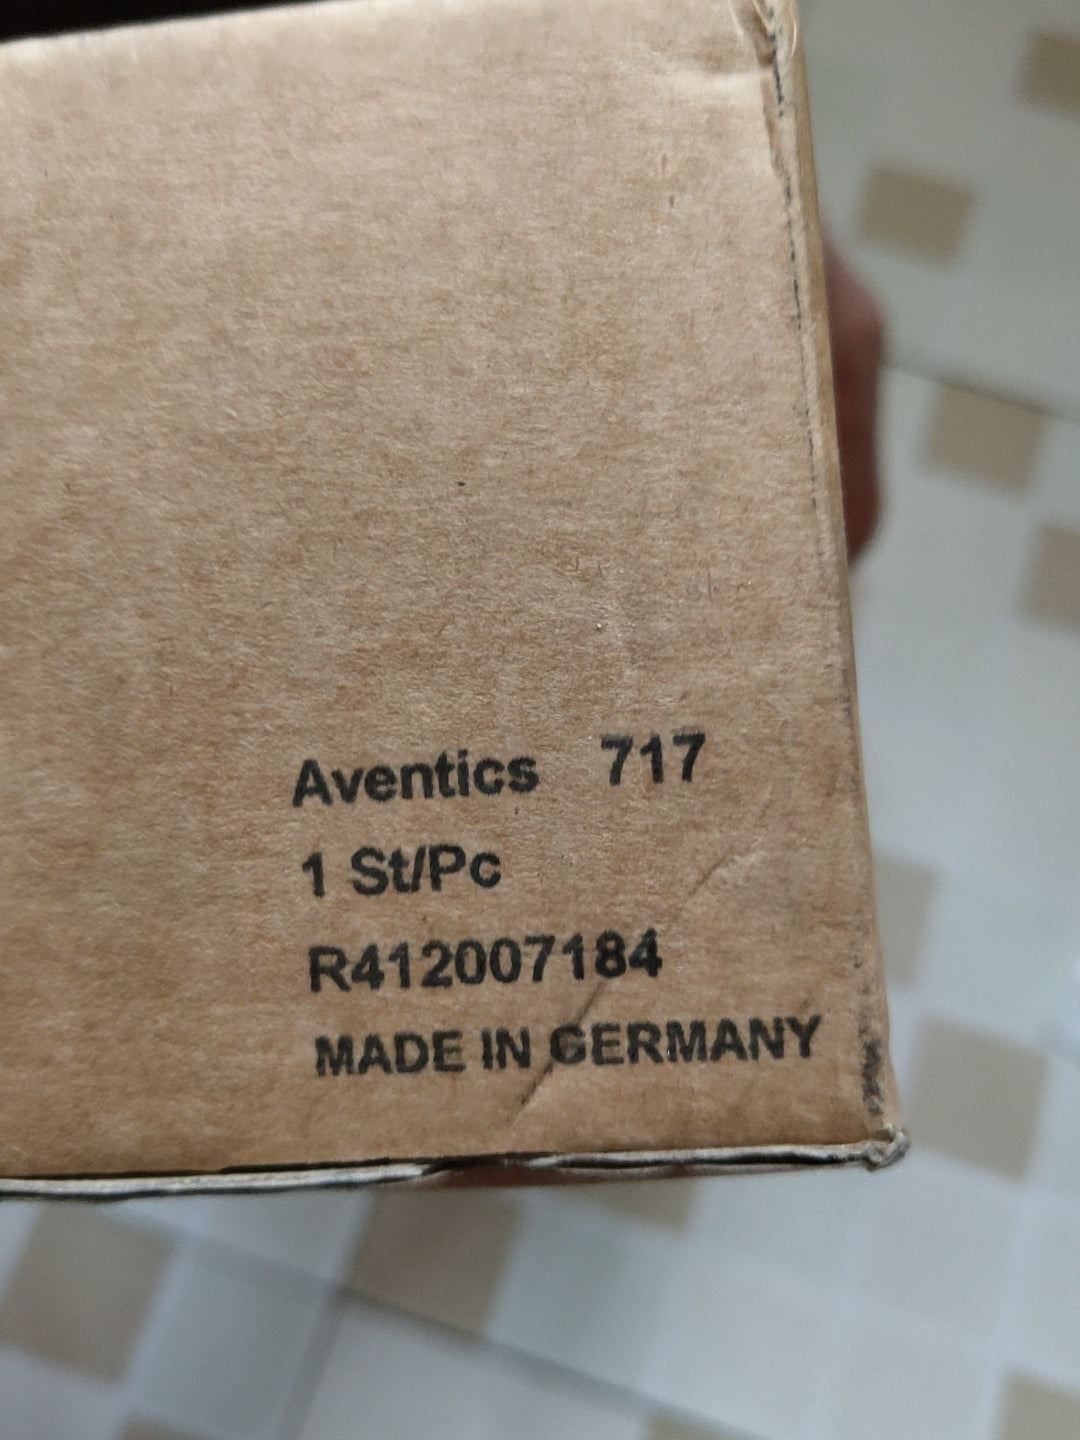 Aventics 717
1 St/Pc
R412007184
MADE IN GERMANY